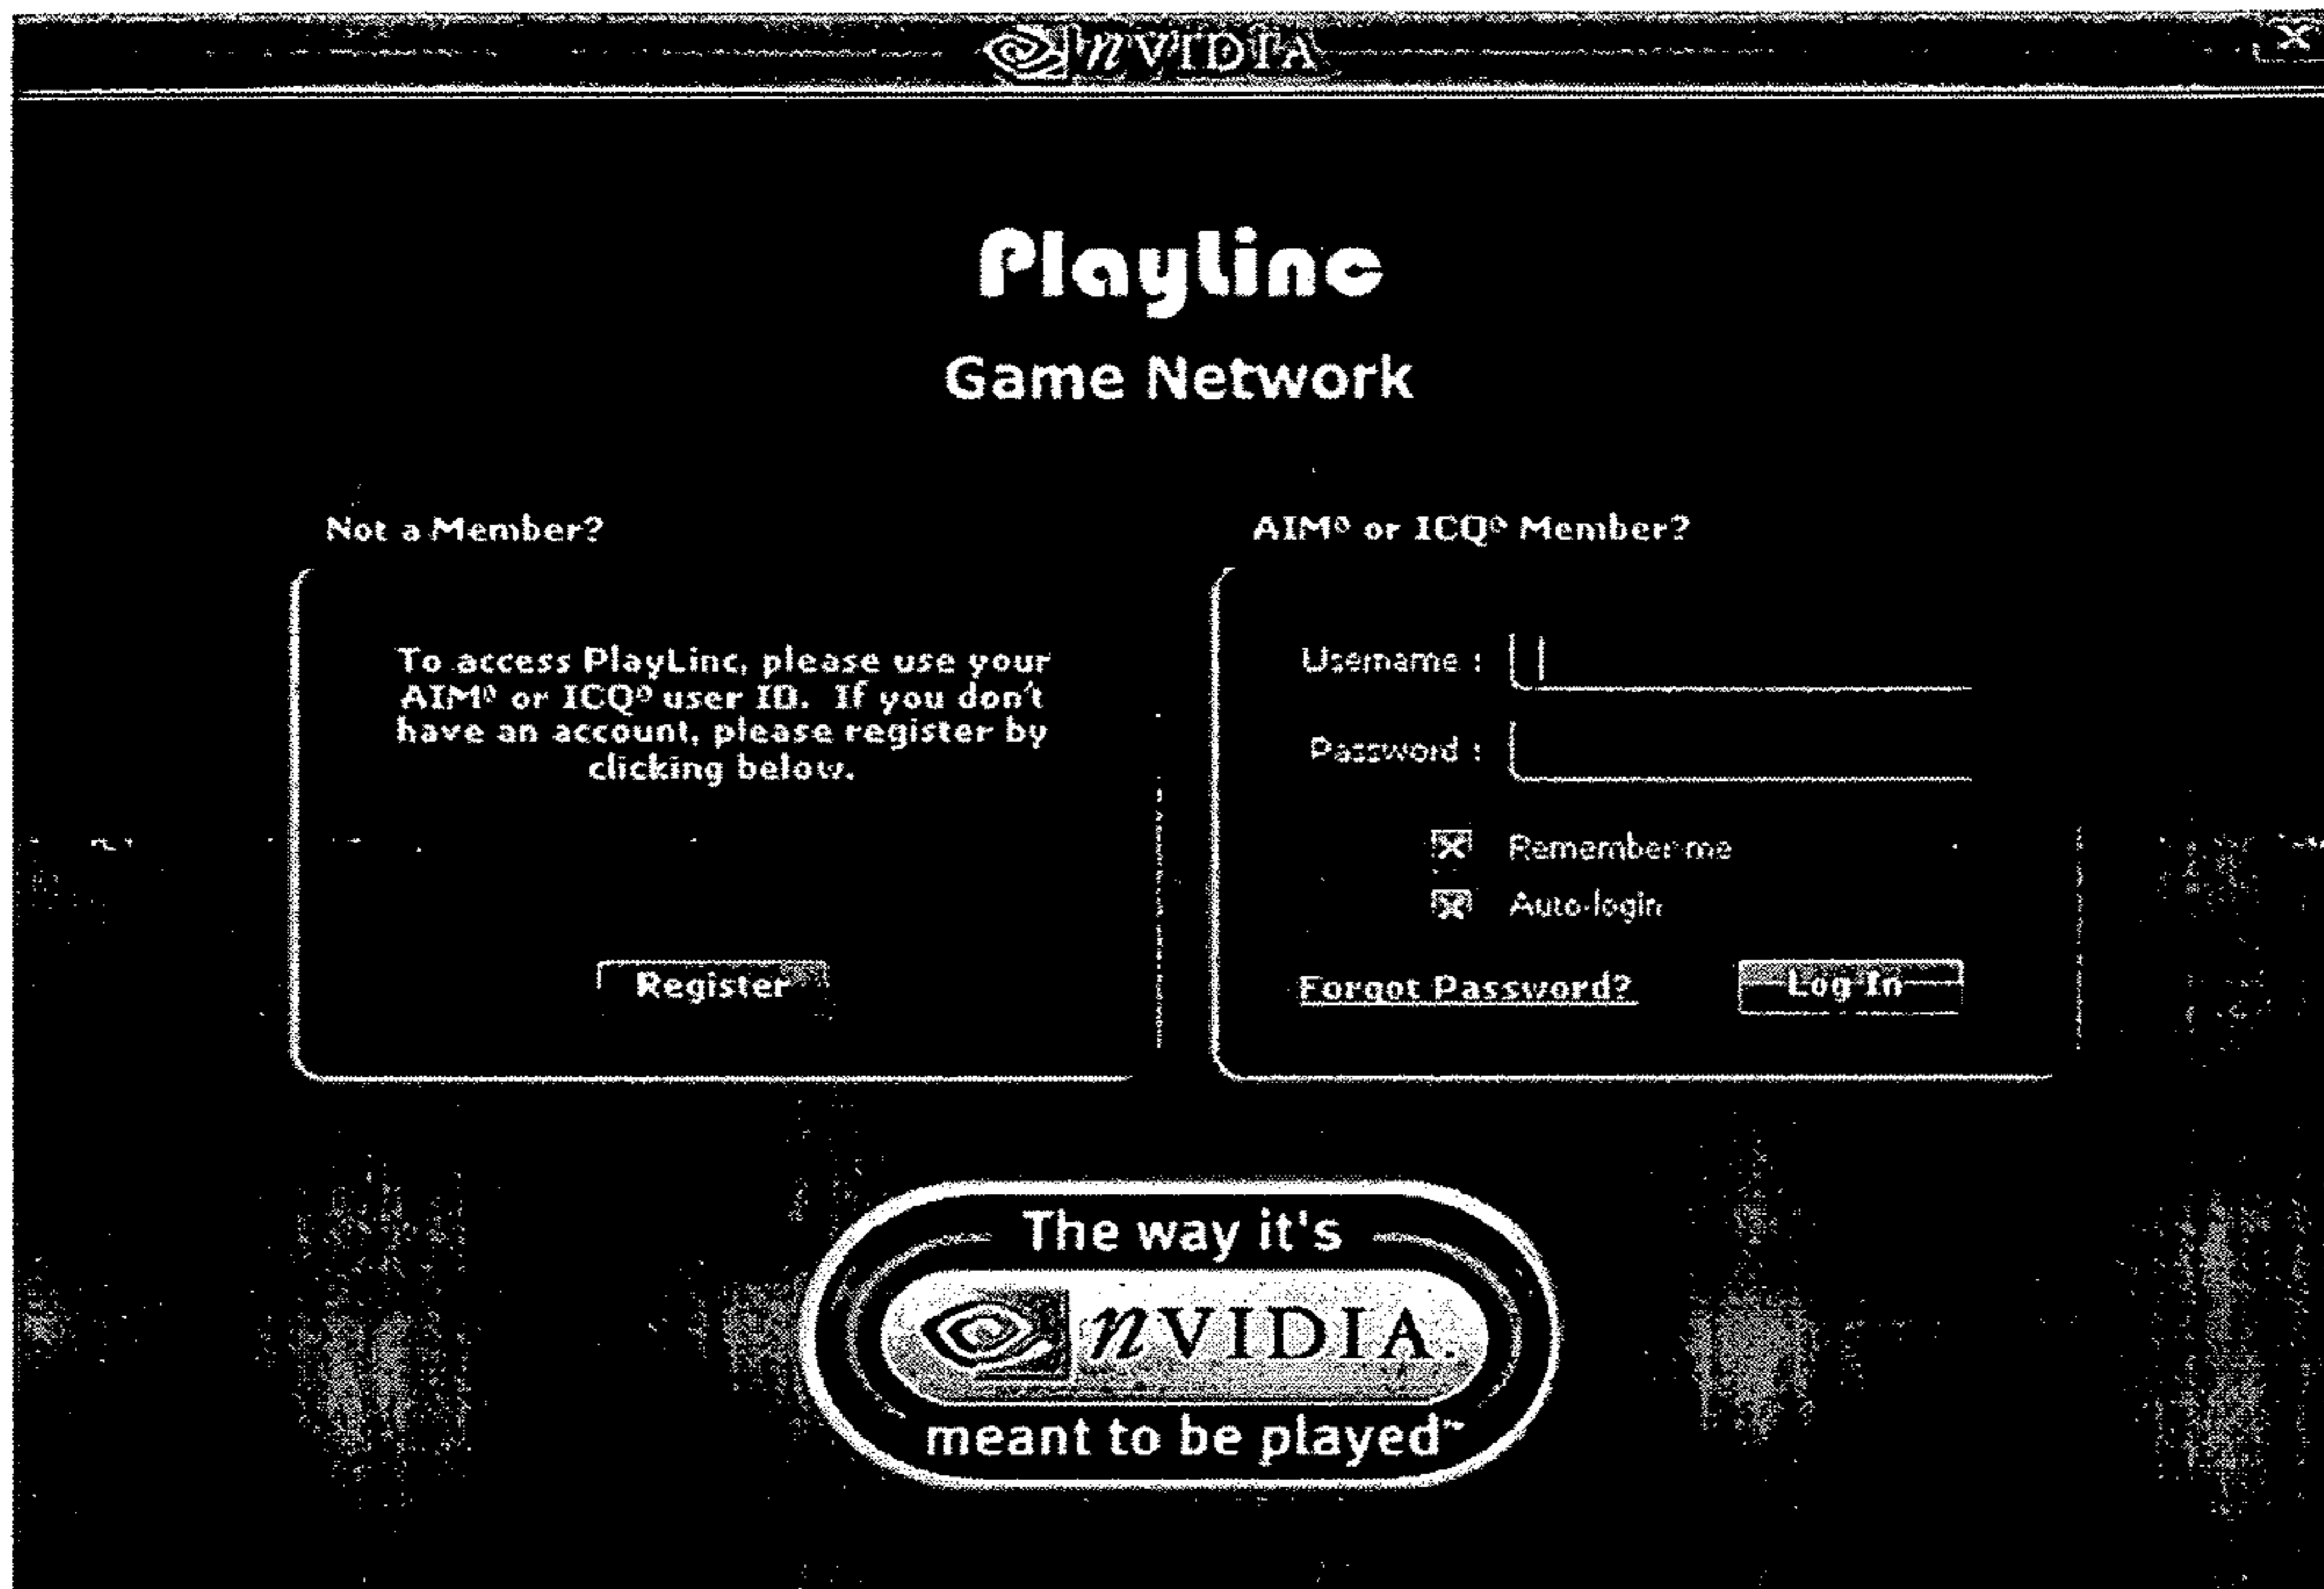 nVIDIA
X
PlayLinc
Game Network
Not a Member?
To access PlayLinc, please use your
AIM® or ICQ® user ID. If you don't
have an account, please register by
clicking below.
Register
AIM® or ICQ® Member?
Username :
Password :
Remember me
Auto-login
Forgot Password?
Log In
The way it's
nVIDIA.
meant to be played™